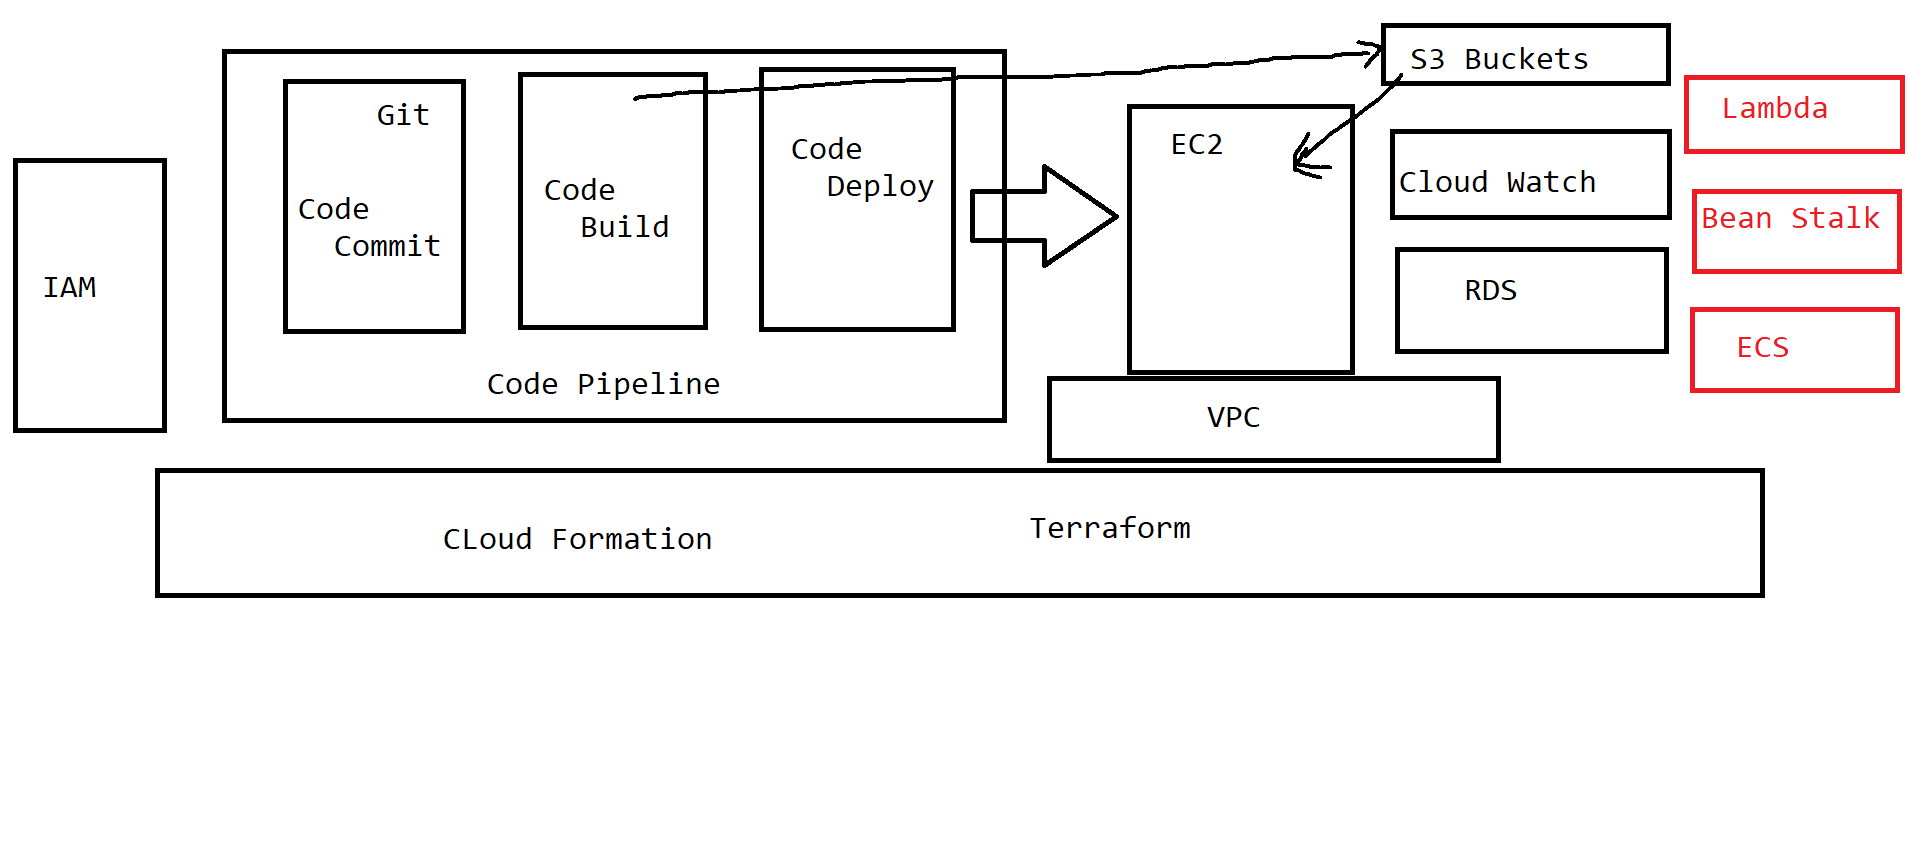 IAM
Git
Code
Commit
Code
Build
Code
Deploy
Code Pipeline
EC2
VPC
S3 Buckets
Cloud Watch
RDS
Lambda
Bean Stalk
ECS
CLoud Formation
Terraform